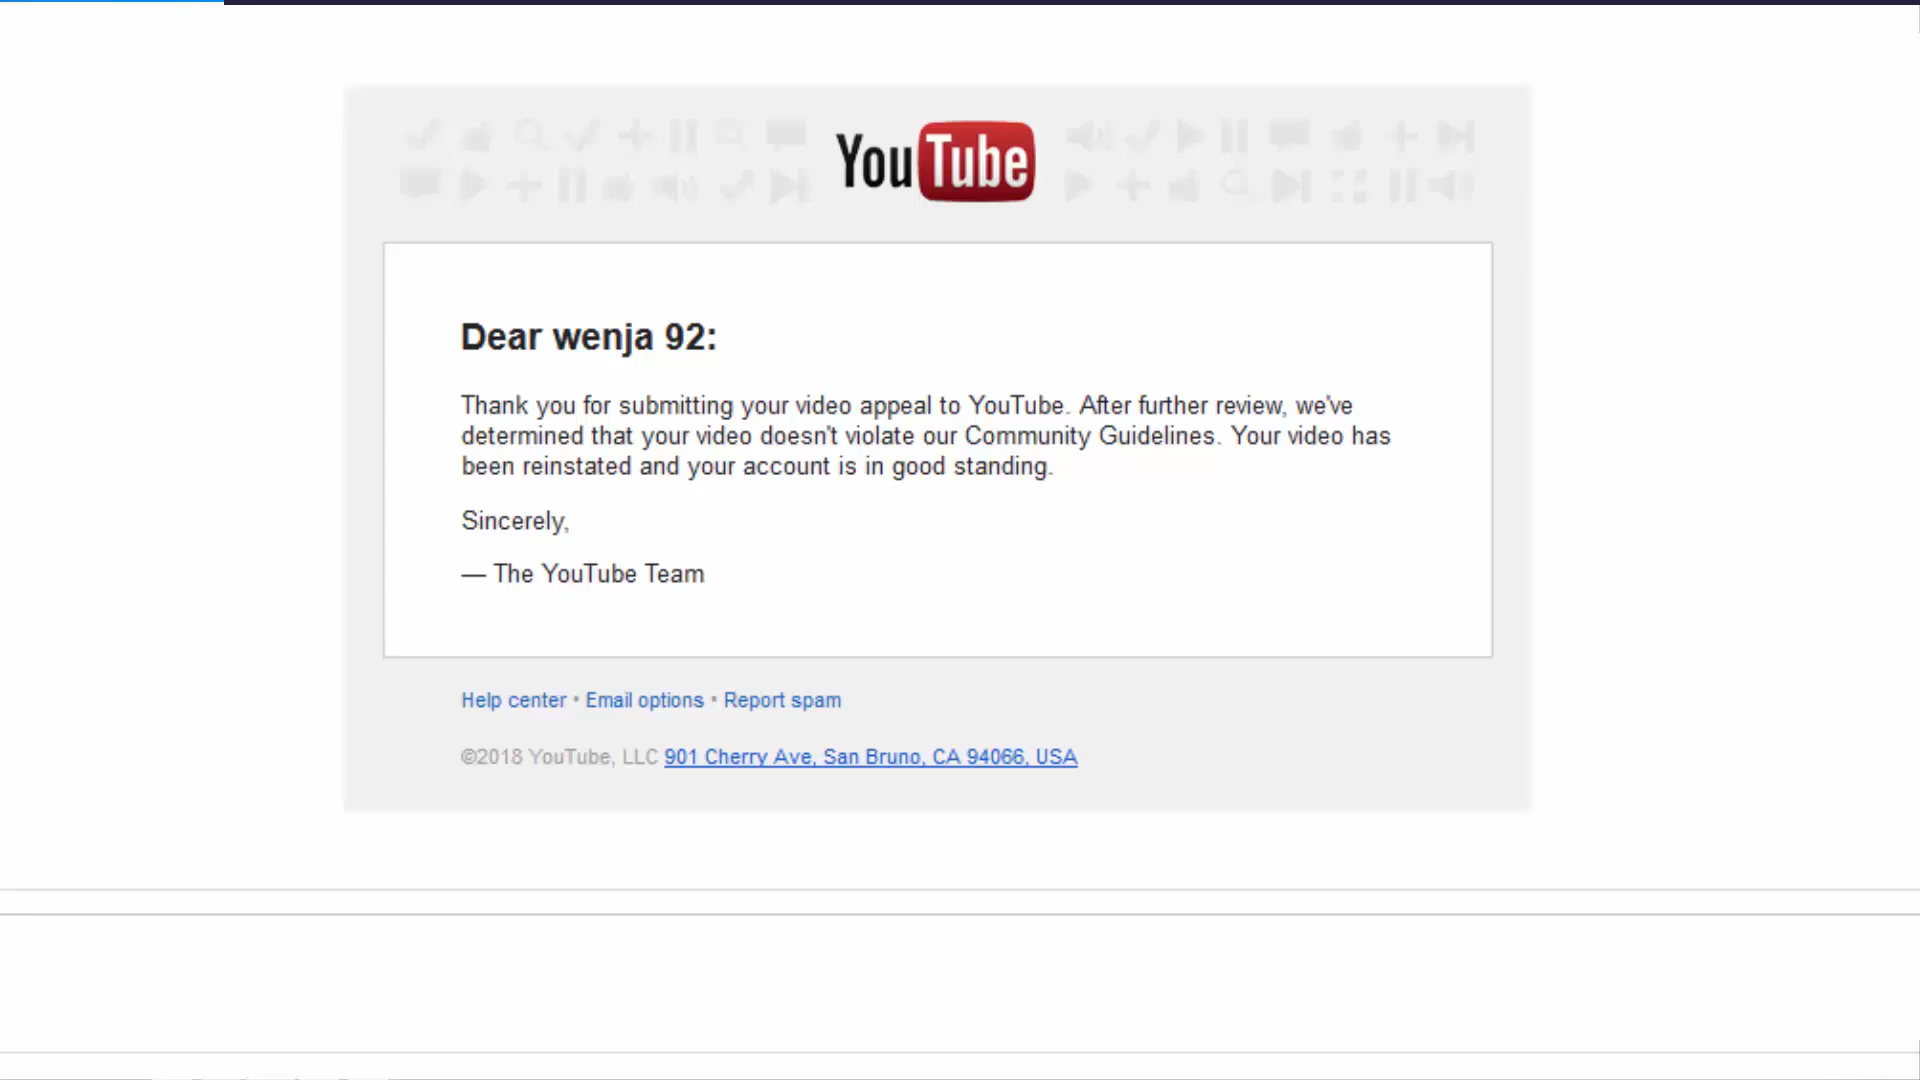 YouTube
Dear wenja 92:
Thank you for submitting your video appeal to YouTube. After further review, we've
determined that your video doesn't violate our Community Guidelines. Your video has
been reinstated and your account is in good standing.
Sincerely,
— The YouTube Team
Help center • Email options • Report spam
©2018 YouTube, LLC 901 Cherry Ave, San Bruno, CA 94066, USA